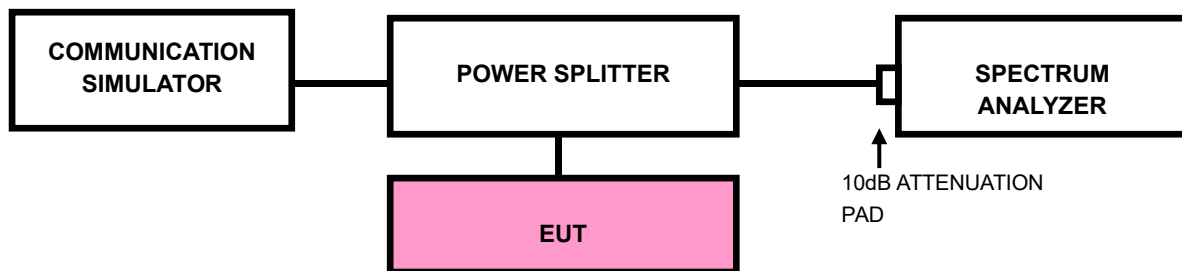 COMMUNICATION
SIMULATOR
POWER SPLITTER
SPECTRUM
ANALYZER
10dB ATTENUATION
PAD
EUT